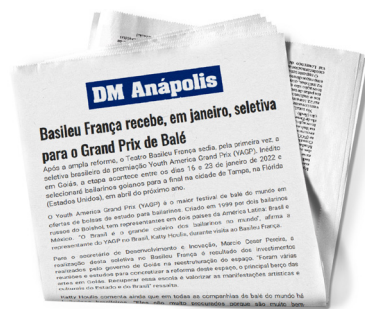 DM Anápolis
Basileu França recebe, em janeiro, seletiva
para o Grand Prix de Balé
Após a ampla reforme, o Teatro Basileu França sedia, pela primeira vez, a
seletiva brasileira da premiação Youth America Grand Prix (YAGP). Inédito
em Goiás, a etapa acontece entre os dias 16 e 23 de janeiro de 2022 e
selecionará bailarinos goianos para a final na cidade de Tampa, na Flórida
(Estados Unidos), em abril do próximo ano.
O Youth America Grand Prix (YAGP) é o maior festival de balé do mundo em
ofertas de bolsas de estudo para bailarinos. Criado em 1999 por dois bailarinos
russos do Bolshoi, tem representantes em dois países da América Latina: Brasil e
México. "O Brasil é o grande celeiro dos bailarinos no mundo", afirma a
representante do YAGP no Brasil, Katty Houlis, durante visita ao Basileu França.
Para o secretário de Desenvolvimento e Inovação, Marcio Cesar Pereira, a
realização desta seletiva no Basileu França é resultado dos investimentos
realizados pelo governo de Goiás na reestruturação do espaço. "Foram várias
reuniões e estudos para concretizar a reforma deste espaço, o principal berço das
artes em Goiás. Recuperar essa escola é valorizar as manifestações artísticas e
culturais do Estado e do Brasil" ressalta.
Katty Houlis comenta ainda que em todas as companhias de balé do mundo há